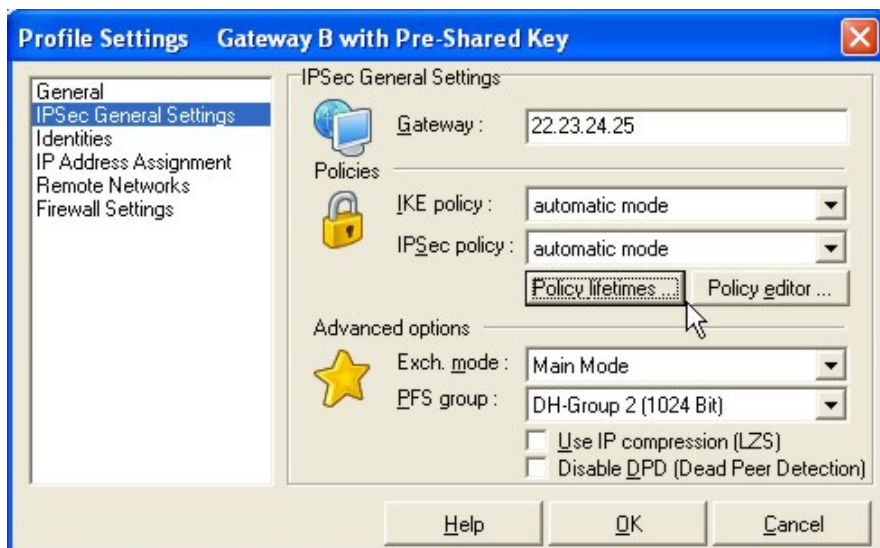 Profile Settings Gateway B with Pre-Shared Key
General
IPSec General Settings
Identities
IP Address Assignment
Remote Networks
Firewall Settings
IPSec General Settings
Gateway : 22.23.24.25
Policies
IKE policy : automatic mode
IPSec policy : automatic mode
Policy lifetimes ... Policy editor ...
Advanced options
Exch. mode : Main Mode
PFS group : DH-Group 2 (1024 Bit)
Use IP compression (LZS)
Disable DPD (Dead Peer Detection)
Help OK Cancel